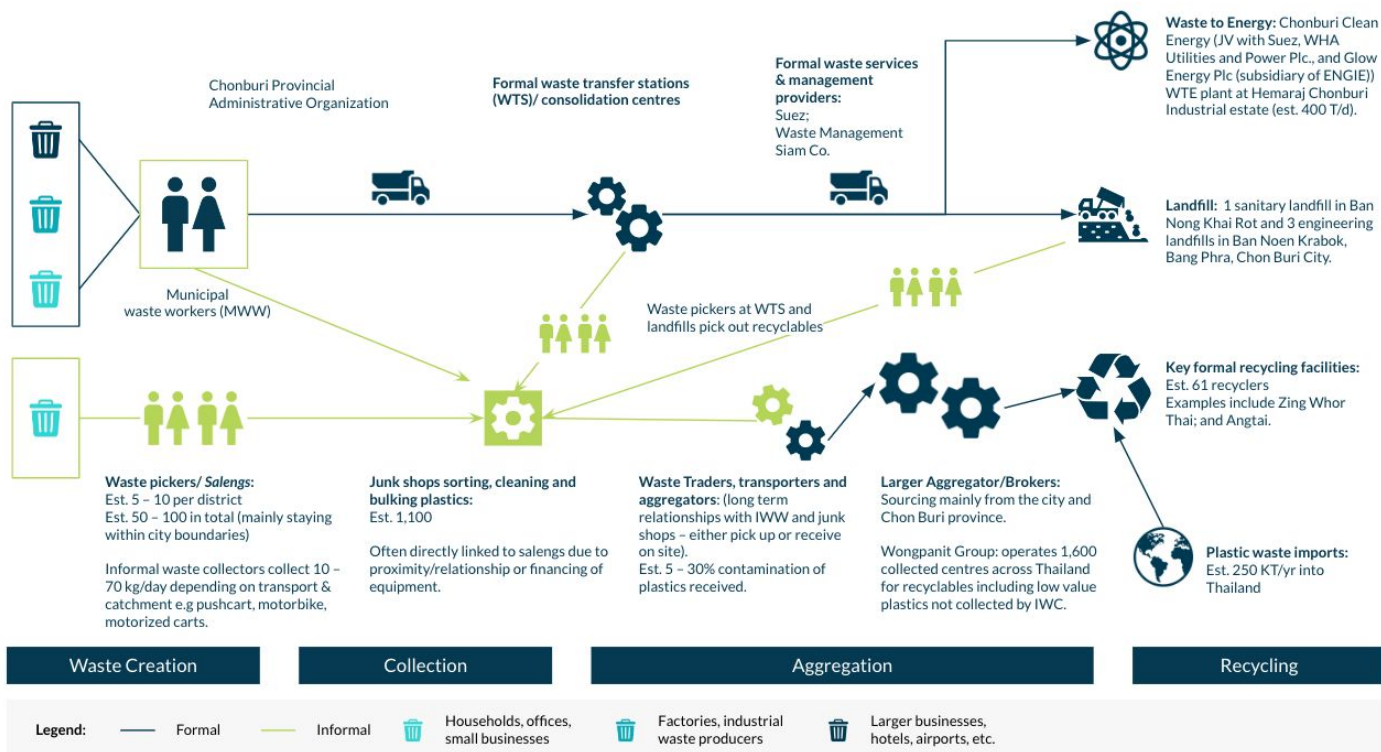 Waste to Energy: Chonburi Clean
Energy (JV with Suez, WHA
Utilities and Power Plc., and Glow
Energy Plc (subsidiary of ENGIE))
WTE plant at Hemaraj Chonburi
Industrial estate (est. 400 T/d).
Chonburi Provincial
Administrative Organization
Formal waste transfer stations
(WTS)/ consolidation centres
Formal waste services
& management
providers:
Suez;
Waste Management
Siam Co.
Landfill: 1 sanitary landfill in Ban
Nong Khai Rot and 3 engineering
landfills in Ban Noen Krabok,
Bang Phra, Chon Buri City.
Municipal
waste workers (MWW)
Waste pickers at WTS and
landfills pick out recyclables
Key formal recycling facilities:
Est. 61 recyclers
Examples include Zing Whor
Thai; and Angtai.
Waste pickers/ Salengs:
Est. 5 – 10 per district
Est. 50 – 100 in total (mainly staying
within city boundaries)
Informal waste collectors collect 10 –
70 kg/day depending on transport &
catchment e.g pushcart, motorbike,
motorized carts.
Junk shops sorting, cleaning and
bulking plastics:
Est. 1,100
Often directly linked to salengs due to
proximity/relationship or financing of
equipment.
Waste Traders, transporters and
aggregators: (long term
relationships with IWW and junk
shops – either pick up or receive
on site).
Est. 5 – 30% contamination of
plastics received.
Larger Aggregator/Brokers:
Sourcing mainly from the city and
Chon Buri province.
Wongpanit Group: operates 1,600
collected centres across Thailand
for recyclables including low value
plastics not collected by IWC.
Plastic waste imports:
Est. 250 KT/yr into
Thailand
Waste Creation
Collection
Aggregation
Recycling
Legend:
Formal
Informal
Households, offices,
small businesses
Factories, industrial
waste producers
Larger businesses,
hotels, airports, etc.